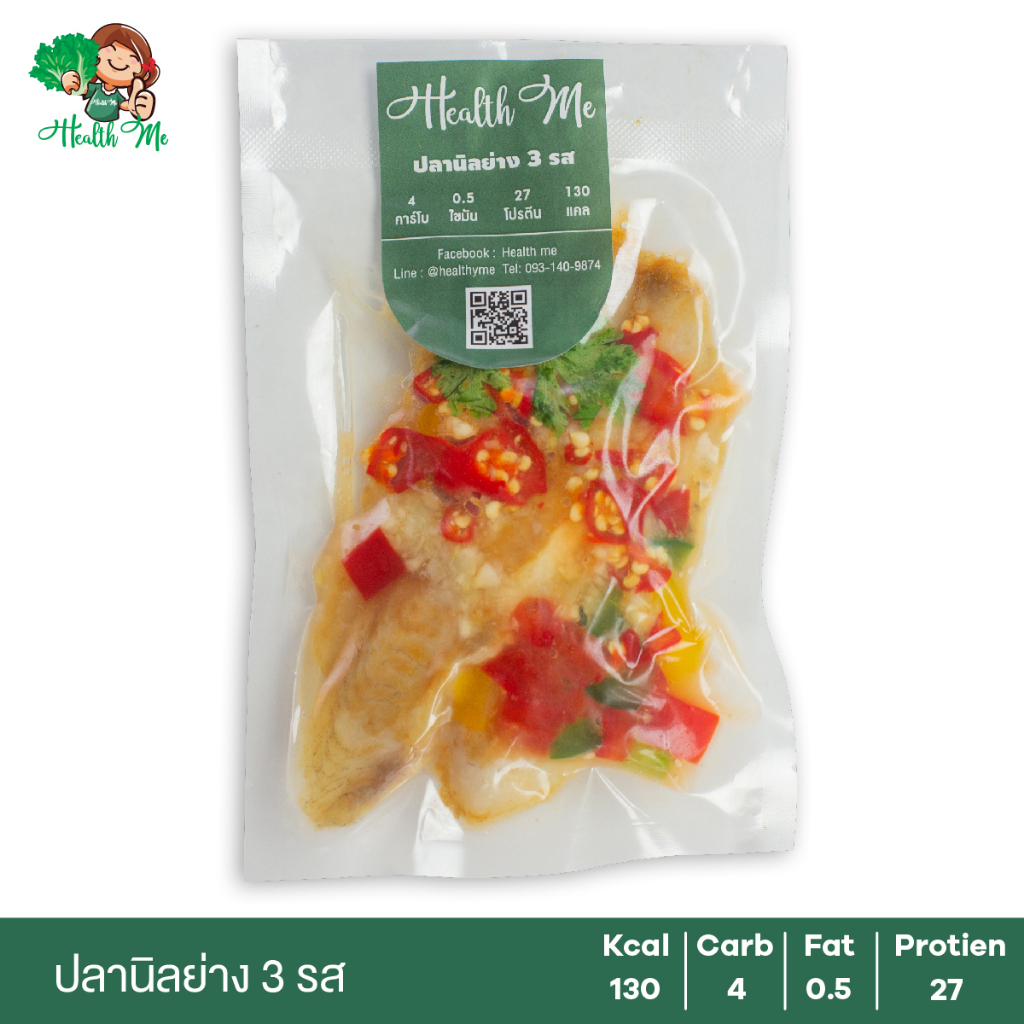 Health Me
Health Me
ปลานิลย่าง 3 รส
4 0.5 27 130
คาร์โบ ไขมัน โปรตีน แคล
Facebook : Health me
Line : @healthyme Tel: 093-140-9874
ปลานิลย่าง 3 รส
Kcal Carb Fat Protien
130 4 0.5 27